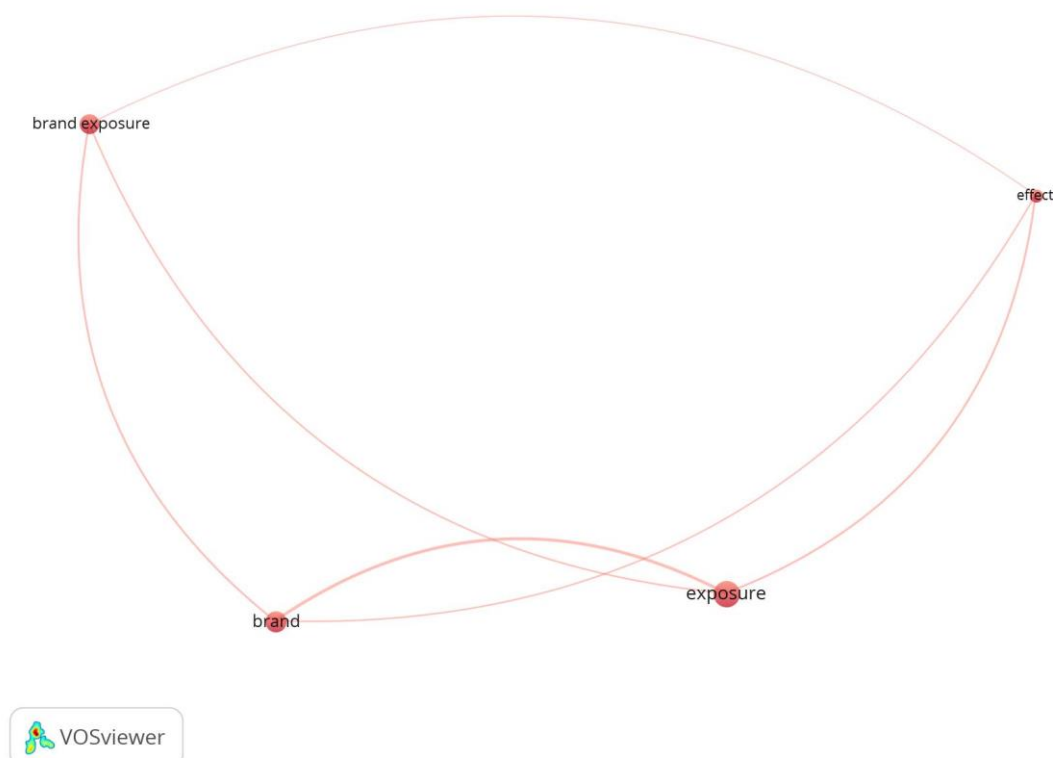 brand exposure
effect
exposure
brand
VOSviewer